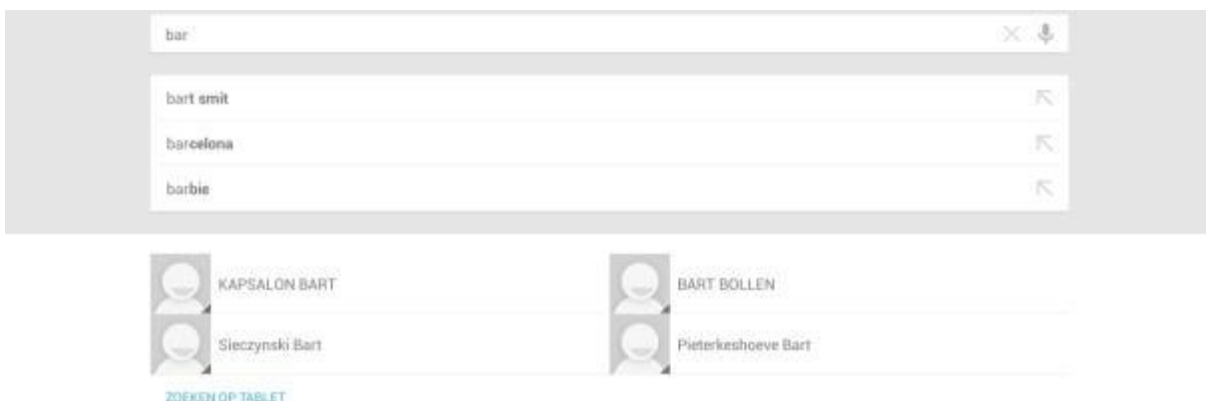 bar
bart smit
barcelona
barbie
KAPSALON BART
BART BOLLEN
Sieczynski Bart
Pieterkeshoeve Bart
ZOEKEN OP TABLET